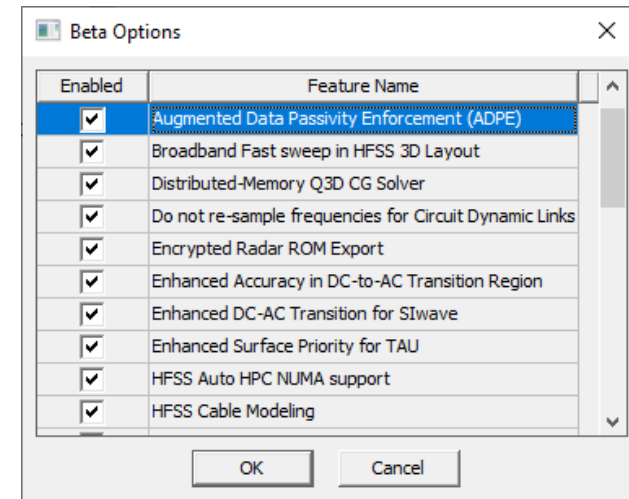 Beta Options
Enabled Feature Name
Augmented Data Passivity Enforcement (ADPE)
Broadband Fast sweep in HFSS 3D Layout
Distributed-Memory Q3D CG Solver
Do not re-sample frequencies for Circuit Dynamic Links
Encrypted Radar ROM Export
Enhanced Accuracy in DC-to-AC Transition Region
Enhanced DC-AC Transition for SIwave
Enhanced Surface Priority for TAU
HFSS Auto HPC NUMA support
HFSS Cable Modeling
OK Cancel